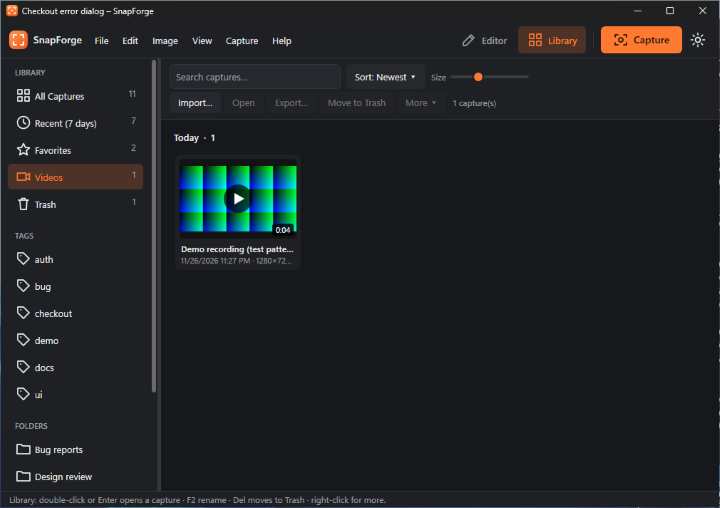 Checkout error dialog – SnapForge
SnapForge File Edit Image View Capture Help Editor Library Capture
LIBRARY
All Captures 11
Recent (7 days) 7
Favorites 2
Videos 1
Trash 1
TAGS
auth
bug
checkout
demo
docs
ui
FOLDERS
Bug reports
Design review
Search captures... Sort: Newest Size
Import... Open Export... Move to Trash More 1 capture(s)
Today · 1
0:04
Demo recording (test patte...
11/26/2026 11:27 PM · 1280×72...
Library: double-click or Enter opens a capture · F2 rename · Del moves to Trash · right-click for more.